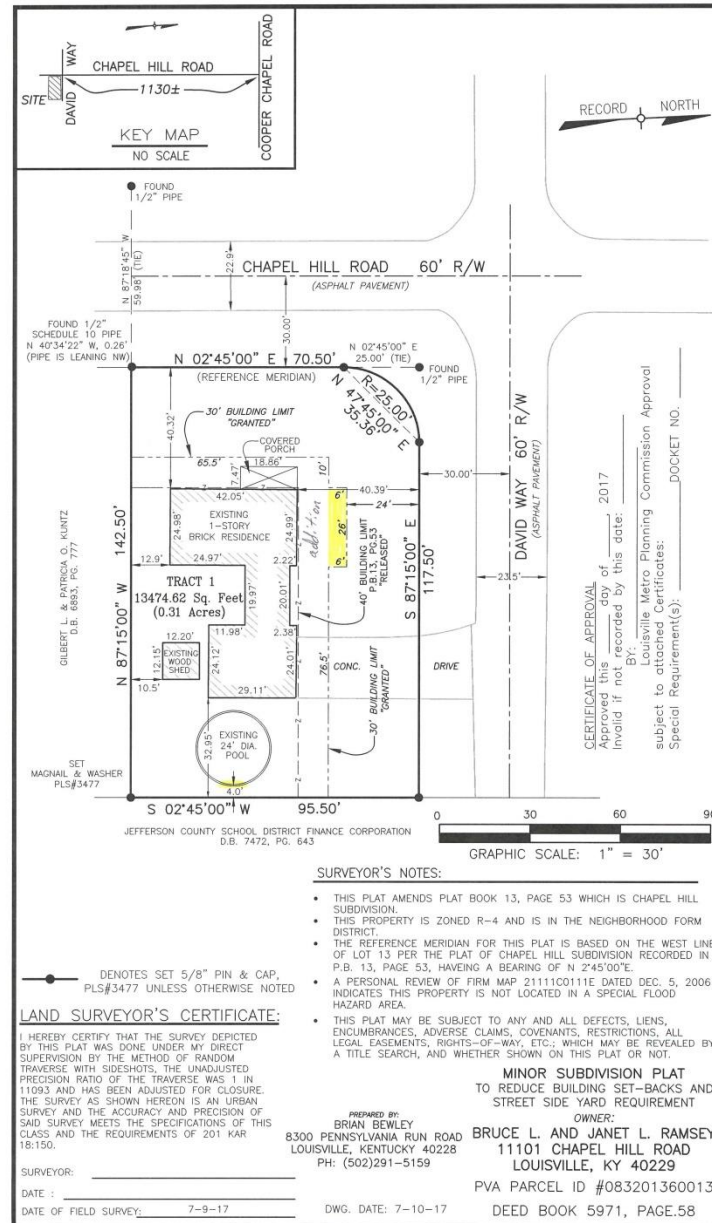 DAVID WAY
CHAPEL HILL ROAD
1130±
SITE
COOPER CHAPEL ROAD
KEY MAP
NO SCALE
RECORD NORTH
FOUND
1/2" PIPE
N 87°18'45" W
59.98' (TIE)
22.9'
CHAPEL HILL ROAD 60' R/W
(ASPHALT PAVEMENT)
30.00'
FOUND 1/2"
SCHEDULE 10 PIPE
N 40°34'22" W, 0.26'
(PIPE IS LEANING NW)
N 02°45'00" E 70.50'
(REFERENCE MERIDIAN)
N 02°45'00" E
25.00' (TIE)
FOUND
1/2" PIPE
R=25.00'
N 47°45'00" E
35.36
30' BUILDING LIMIT
"GRANTED"
COVERED
PORCH
40.32'
65.5'
18.86'
7.47'
10'
30.00'
DAVID WAY 60' R/W
(ASPHALT PAVEMENT)
42.05'
40.39'
6'
24'
EXISTING
1-STORY
BRICK RESIDENCE
24.98'
24.99'
addition
26'
6'
40' BUILDING LIMIT
P.B.13, PG.53
"RELEASED"
S 87°15'00" E
117.50'
GILBERT L. & PATRICIA O. KUNTZ
D.B. 6893, PG. 777
N 87°15'00" W 142.50'
12.9'
24.97'
2.22'
23.5'
TRACT 1
13474.62 Sq. Feet
(0.31 Acres)
19.97'
20.01'
11.98'
2.38'
12.20'
12.15'
EXISTING
WOOD
SHED
10.5'
24.12'
24.01'
29.11'
76.5'
CONC. DRIVE
30' BUILDING LIMIT
"GRANTED"
32.95'
EXISTING
24' DIA.
POOL
4.0'
SET
MAGNAIL & WASHER
PLS#3477
S 02°45'00" W 95.50'
JEFFERSON COUNTY SCHOOL DISTRICT FINANCE CORPORATION
D.B. 7472, PG. 643
CERTIFICATE OF APPROVAL
Approved this ____ day of ____ 2017
Invalid if not recorded by this date: ____
BY: ____
Louisville Metro Planning Commission Approval
subject to attached Certificates:
Special Requirement(s): ____ DOCKET NO. ____
0 30 60 90
GRAPHIC SCALE: 1" = 30'
SURVEYOR'S NOTES:
• THIS PLAT AMENDS PLAT BOOK 13, PAGE 53 WHICH IS CHAPEL HILL
SUBDIVISION.
• THIS PROPERTY IS ZONED R-4 AND IS IN THE NEIGHBORHOOD FORM
DISTRICT.
• THE REFERENCE MERIDIAN FOR THIS PLAT IS BASED ON THE WEST LINE
OF LOT 13 PER THE PLAT OF CHAPEL HILL SUBDIVISION RECORDED IN
P.B. 13, PAGE 53, HAVEING A BEARING OF N 2°45'00"E.
• A PERSONAL REVIEW OF FIRM MAP 21111C0111E DATED DEC. 5, 2006
INDICATES THIS PROPERTY IS NOT LOCATED IN A SPECIAL FLOOD
HAZARD AREA.
• THIS PLAT MAY BE SUBJECT TO ANY AND ALL DEFECTS, LIENS,
ENCUMBRANCES, ADVERSE CLAIMS, COVENANTS, RESTRICTIONS, ALL
LEGAL EASEMENTS, RIGHTS-OF-WAY, ETC.; WHICH MAY BE REVEALED BY
A TITLE SEARCH, AND WHETHER SHOWN ON THIS PLAT OR NOT.
DENOTES SET 5/8" PIN & CAP,
PLS#3477 UNLESS OTHERWISE NOTED
LAND SURVEYOR'S CERTIFICATE:
I HEREBY CERTIFY THAT THE SURVEY DEPICTED
BY THIS PLAT WAS DONE UNDER MY DIRECT
SUPERVISION BY THE METHOD OF RANDOM
TRAVERSE WITH SIDESHOTS, THE UNADJUSTED
PRECISION RATIO OF THE TRAVERSE WAS 1 IN
11093 AND HAS BEEN ADJUSTED FOR CLOSURE.
THE SURVEY AS SHOWN HEREON IS AN URBAN
SURVEY AND THE ACCURACY AND PRECISION OF
SAID SURVEY MEETS THE SPECIFICATIONS OF THIS
CLASS AND THE REQUIREMENTS OF 201 KAR
18:150.
SURVEYOR:
DATE :
DATE OF FIELD SURVEY: 7-9-17
PREPARED BY:
BRIAN BEWLEY
8300 PENNSYLVANIA RUN ROAD
LOUISVILLE, KENTUCKY 40228
PH: (502)291-5159
DWG. DATE: 7-10-17
MINOR SUBDIVISION PLAT
TO REDUCE BUILDING SET-BACKS AND
STREET SIDE YARD REQUIREMENT
OWNER:
BRUCE L. AND JANET L. RAMSEY
11101 CHAPEL HILL ROAD
LOUISVILLE, KY 40229
PVA PARCEL ID #083201360013
DEED BOOK 5971, PAGE.58